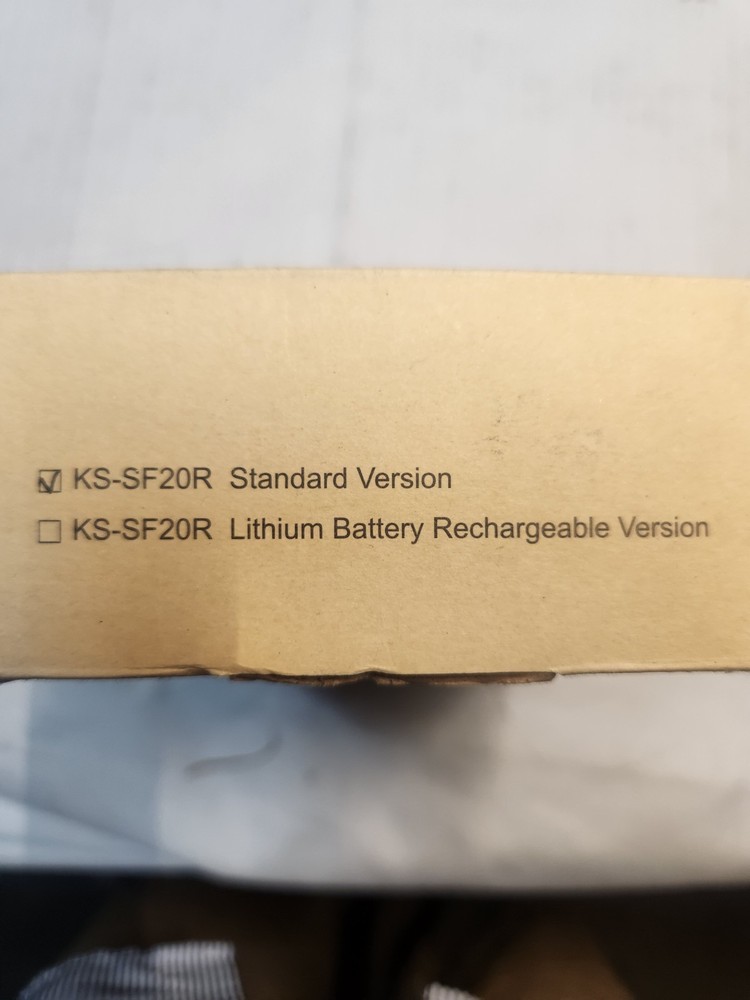 ☑ KS-SF20R Standard Version
☐ KS-SF20R Lithium Battery Rechargeable Version